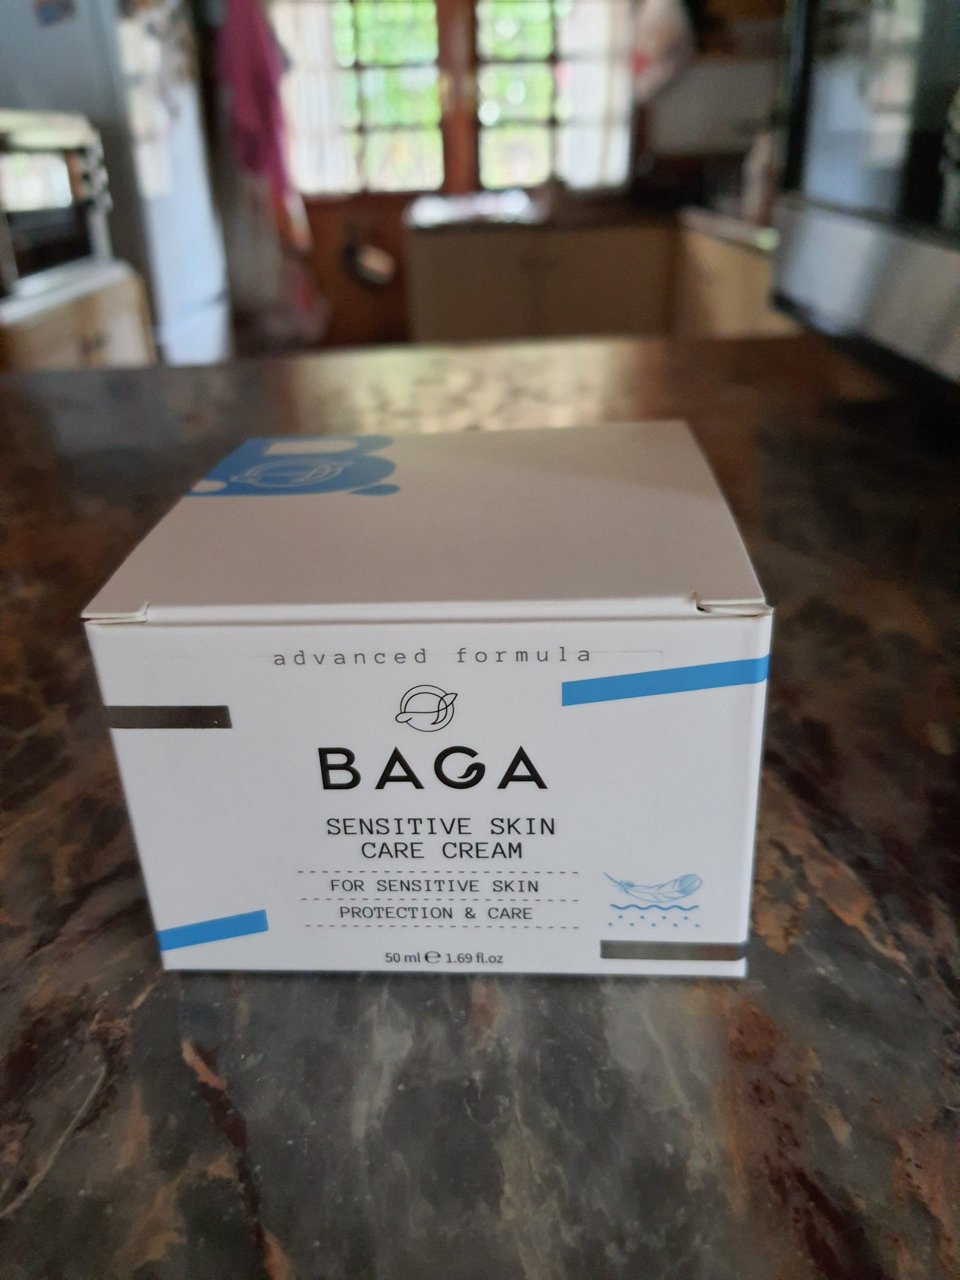 advanced formula
BAGA
SENSITIVE SKIN
CARE CREAM
FOR SENSITIVE SKIN
PROTECTION & CARE
50 ml ℮ 1.69 fl.oz